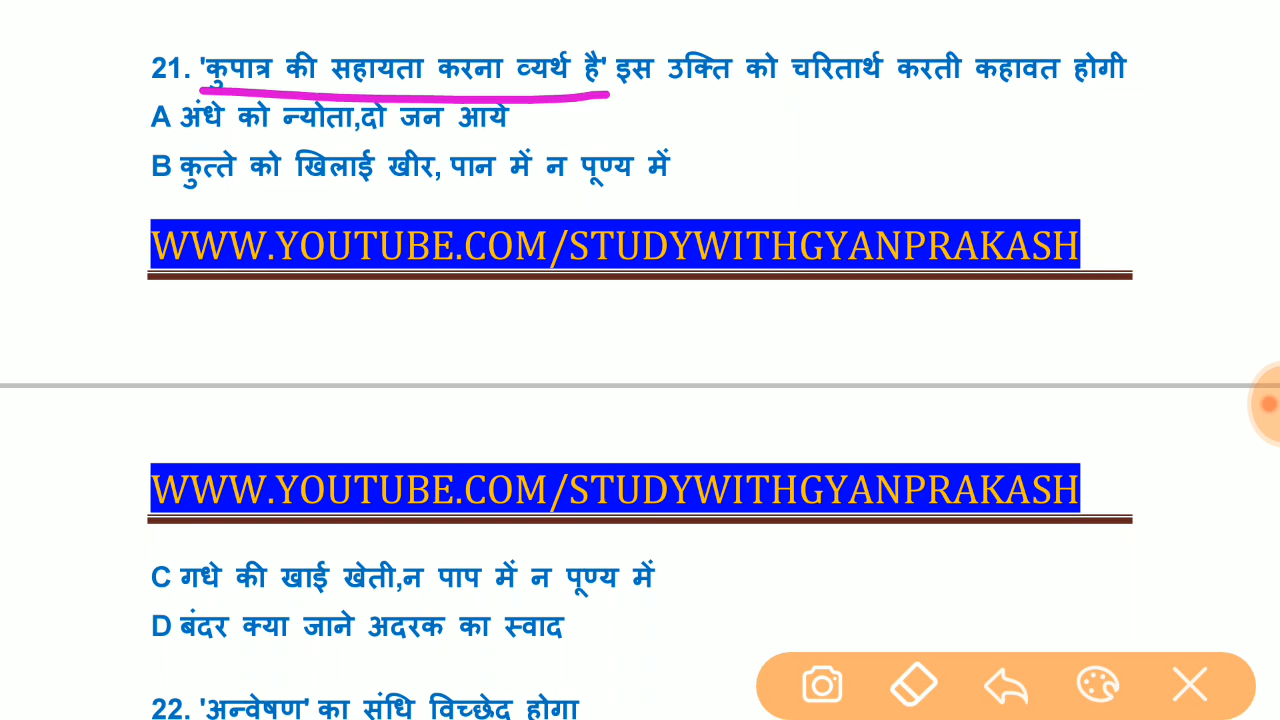 21. 'कुपात्र की सहायता करना व्यर्थ है' इस उक्ति को चरितार्थ करती कहावत होगी
A अंधे को न्योता,दो जन आये
B कुत्ते को खिलाई खीर, पान में न पूण्य में
WWW.YOUTUBE.COM/STUDYWITHGYANPRAKASH
WWW.YOUTUBE.COM/STUDYWITHGYANPRAKASH
C गधे की खाई खेती,न पाप में न पूण्य में
D बंदर क्या जाने अदरक का स्वाद
22. 'अन्वेषण' का संधि विच्छेद होगा